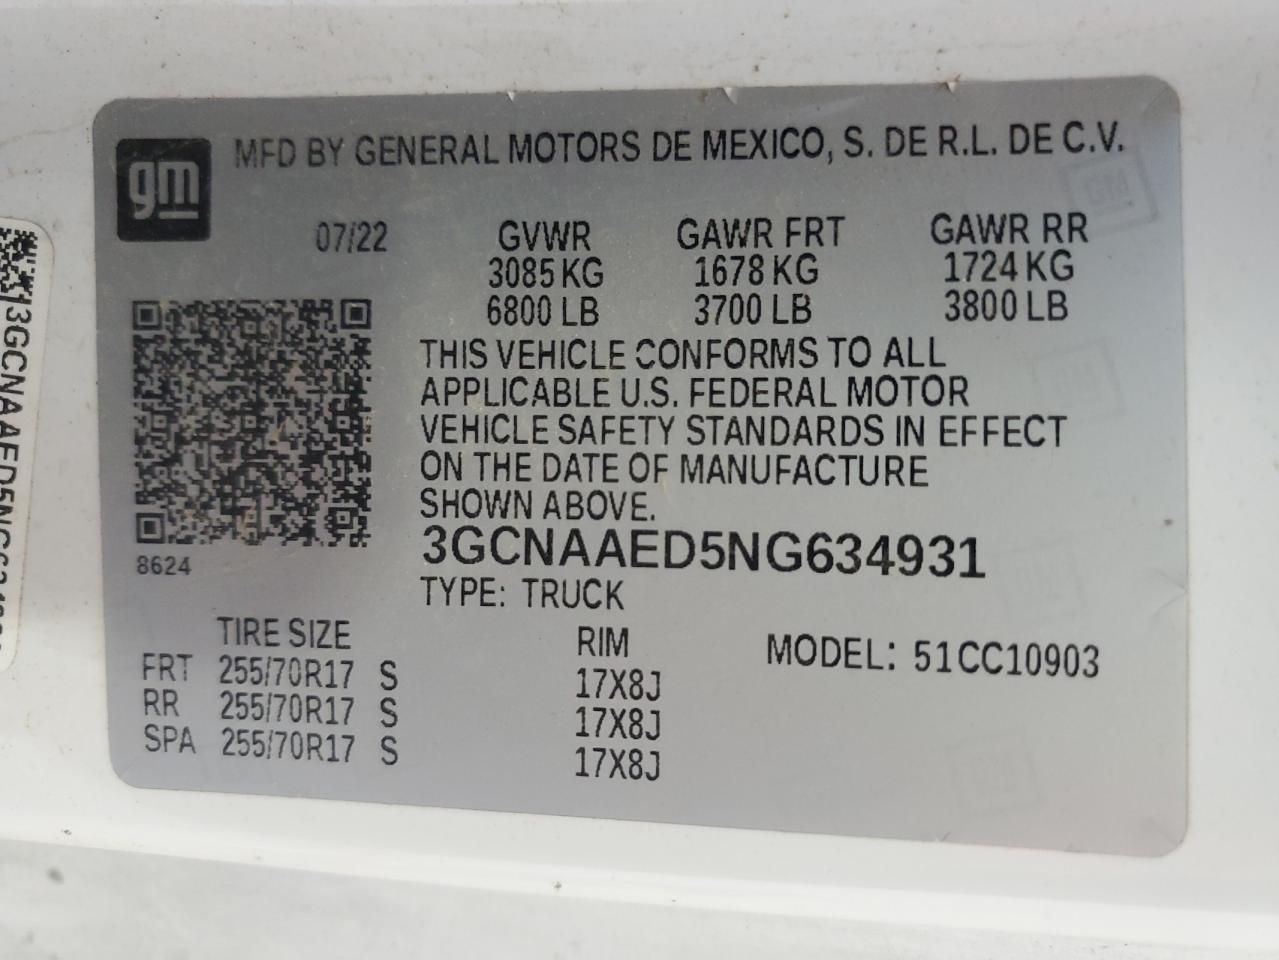 gm
MFD BY GENERAL MOTORS DE MEXICO, S. DE R.L. DE C.V.
07/22
GVWR GAWR FRT GAWR RR
3085 KG 1678 KG 1724 KG
6800 LB 3700 LB 3800 LB
THIS VEHICLE CONFORMS TO ALL
APPLICABLE U.S. FEDERAL MOTOR
VEHICLE SAFETY STANDARDS IN EFFECT
ON THE DATE OF MANUFACTURE
SHOWN ABOVE.
3GCNAAED5NG634931
8624
TYPE: TRUCK
TIRE SIZE RIM MODEL: 51CC10903
FRT 255/70R17 S 17X8J
RR 255/70R17 S 17X8J
SPA 255/70R17 S 17X8J
GM